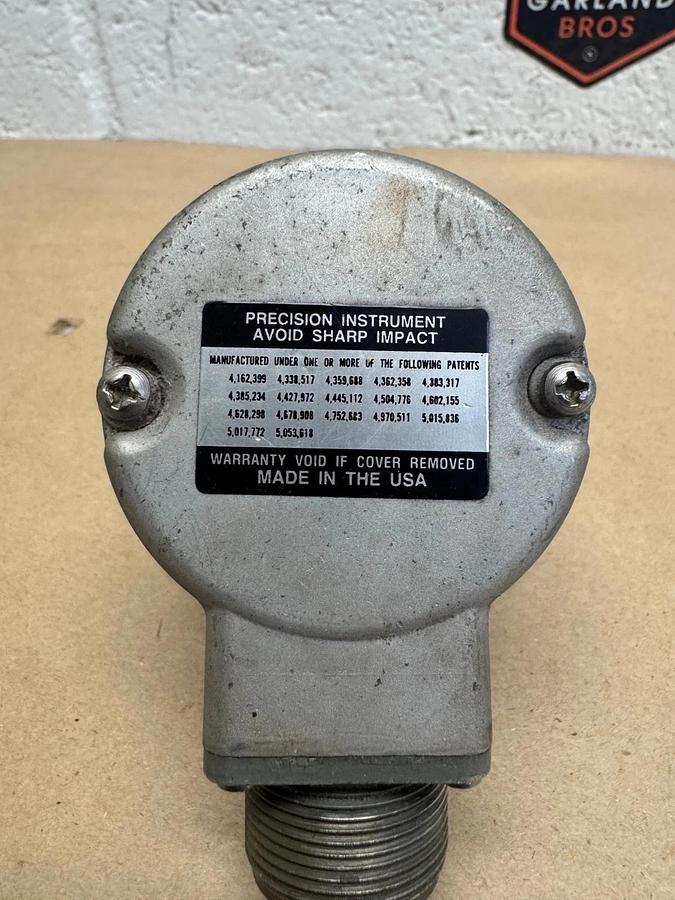 GARLAND
BROS
PRECISION INSTRUMENT
AVOID SHARP IMPACT
MANUFACTURED UNDER ONE OR MORE OF THE FOLLOWING PATENTS
4,162,399 4,338,517 4,359,688 4,362,358 4,383,317
4,385,234 4,427,972 4,445,112 4,504,776 4,602,155
4,628,298 4,678,908 4,752,683 4,970,511 5,015,836
5,017,772 5,053,618
WARRANTY VOID IF COVER REMOVED
MADE IN THE USA